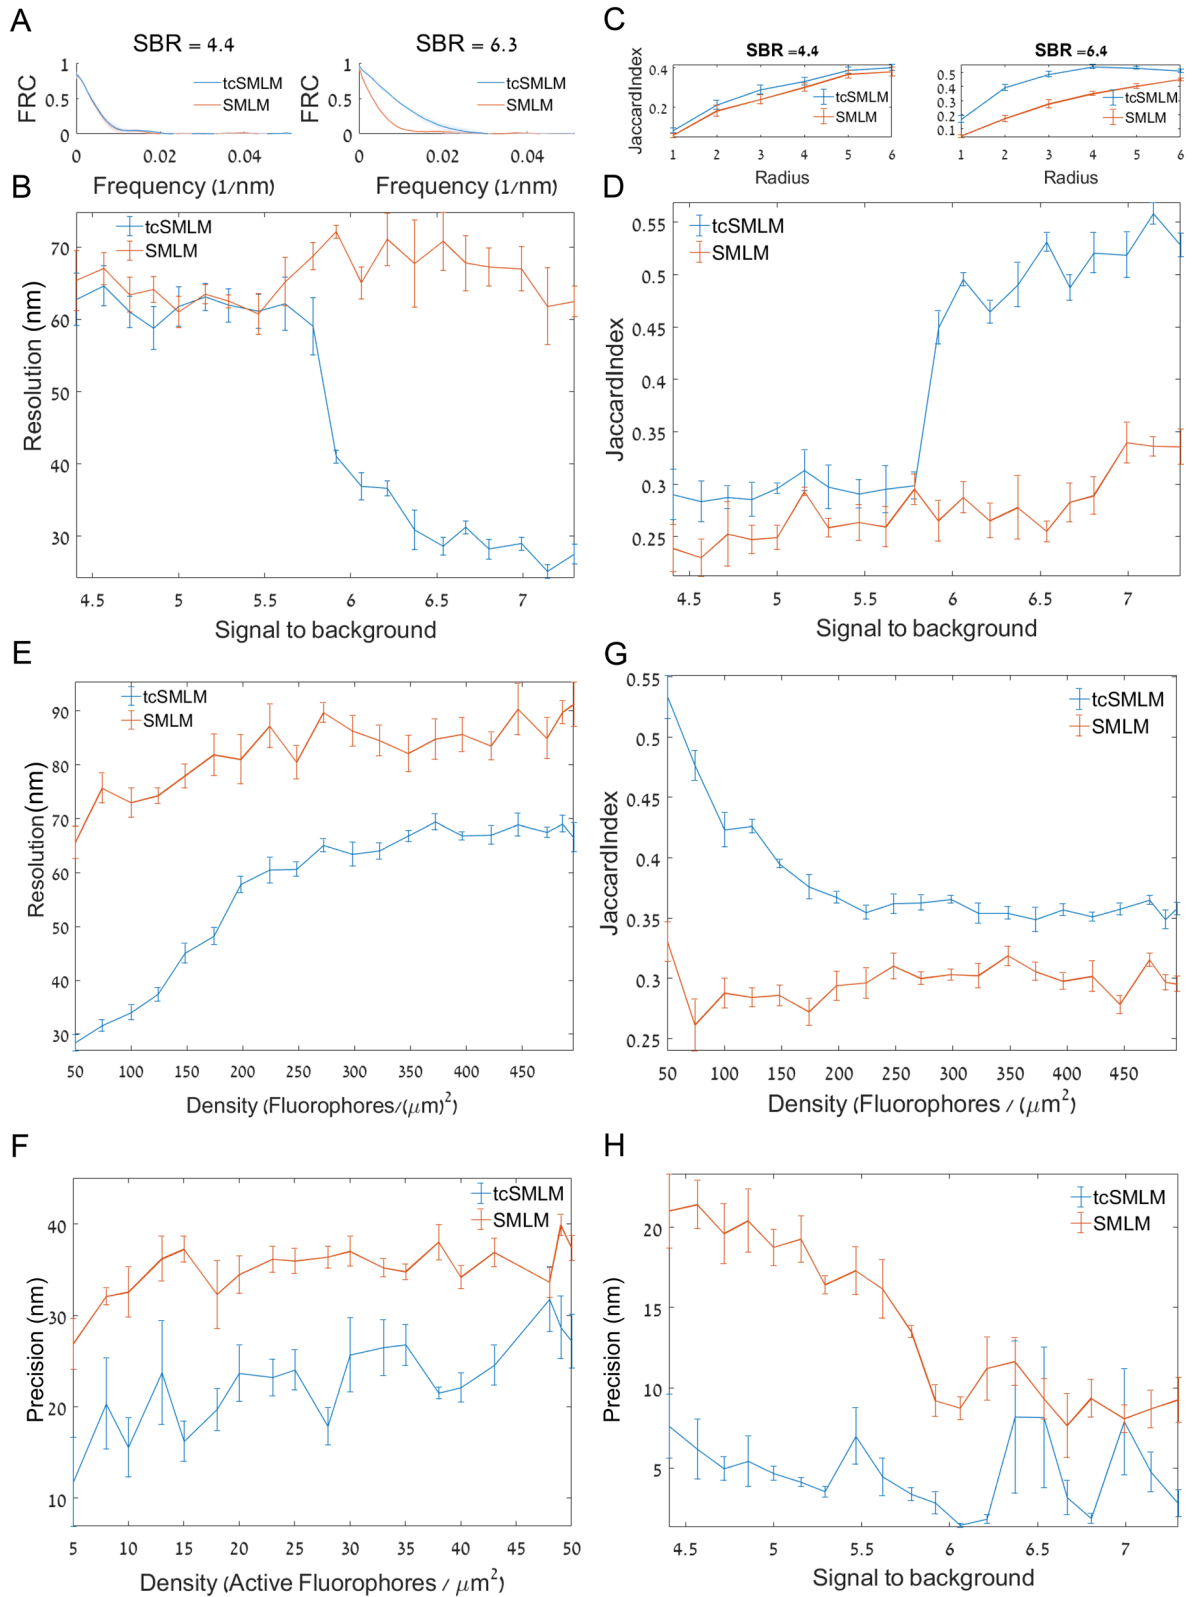 A
SBR = 4.4
SBR = 6.3
FRC
1
0.5
0
tcSMLM
SMLM
0
0.02
0.04
Frequency (1/nm)
FRC
1
0.5
0
tcSMLM
SMLM
0
0.02
0.04
Frequency (1/nm)
C
SBR =4.4
SBR =6.4
JaccardIndex
0.4
0.2
tcSMLM
SMLM
1
2
3
4
5
6
Radius
0.5
0.4
0.3
0.2
0.1
tcSMLM
SMLM
1
2
3
4
5
6
Radius
B
tcSMLM
SMLM
Resolution (nm)
70
60
50
40
30
4.5
5
5.5
6
6.5
7
Signal to background
D
tcSMLM
SMLM
JaccardIndex
0.55
0.5
0.45
0.4
0.35
0.3
0.25
4.5
5
5.5
6
6.5
7
Signal to background
E
tcSMLM
SMLM
Resolution(nm)
90
80
70
60
50
40
30
50
100
150
200
250
300
350
400
450
Density (Fluorophores/(μm)²)
G
tcSMLM
SMLM
JaccardIndex
0.55
0.5
0.45
0.4
0.35
0.3
0.25
50
100
150
200
250
300
350
400
450
Density (Fluorophores / (μm²)
F
tcSMLM
SMLM
Precision (nm)
40
30
20
10
5
10
15
20
25
30
35
40
45
50
Density (Active Fluorophores / μm²)
H
tcSMLM
SMLM
Precision (nm)
20
15
10
5
4.5
5
5.5
6
6.5
7
Signal to background